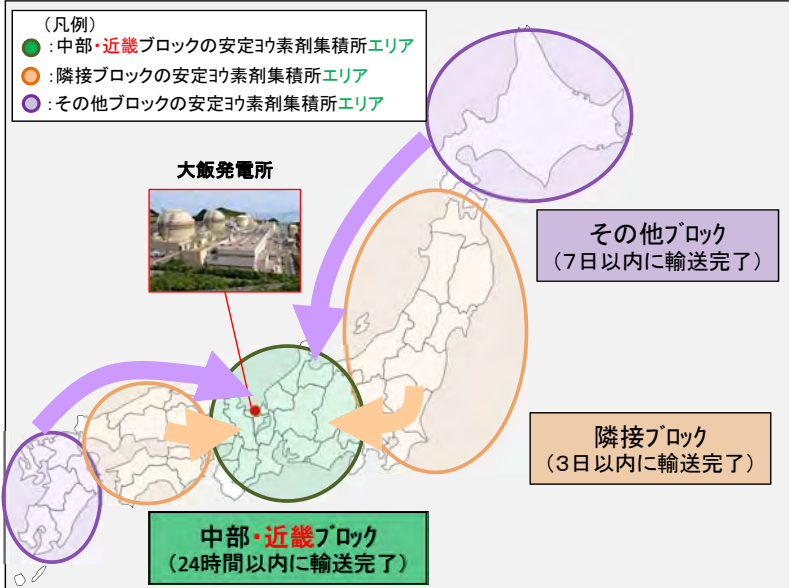 (凡例)
：中部・近畿ブロックの安定ヨウ素剤集積所エリア
：隣接ブロックの安定ヨウ素剤集積所エリア
：その他ブロックの安定ヨウ素剤集積所エリア
大飯発電所
その他ブロック
(7日以内に輸送完了)
隣接ブロック
(3日以内に輸送完了)
中部・近畿ブロック
(24時間以内に輸送完了)